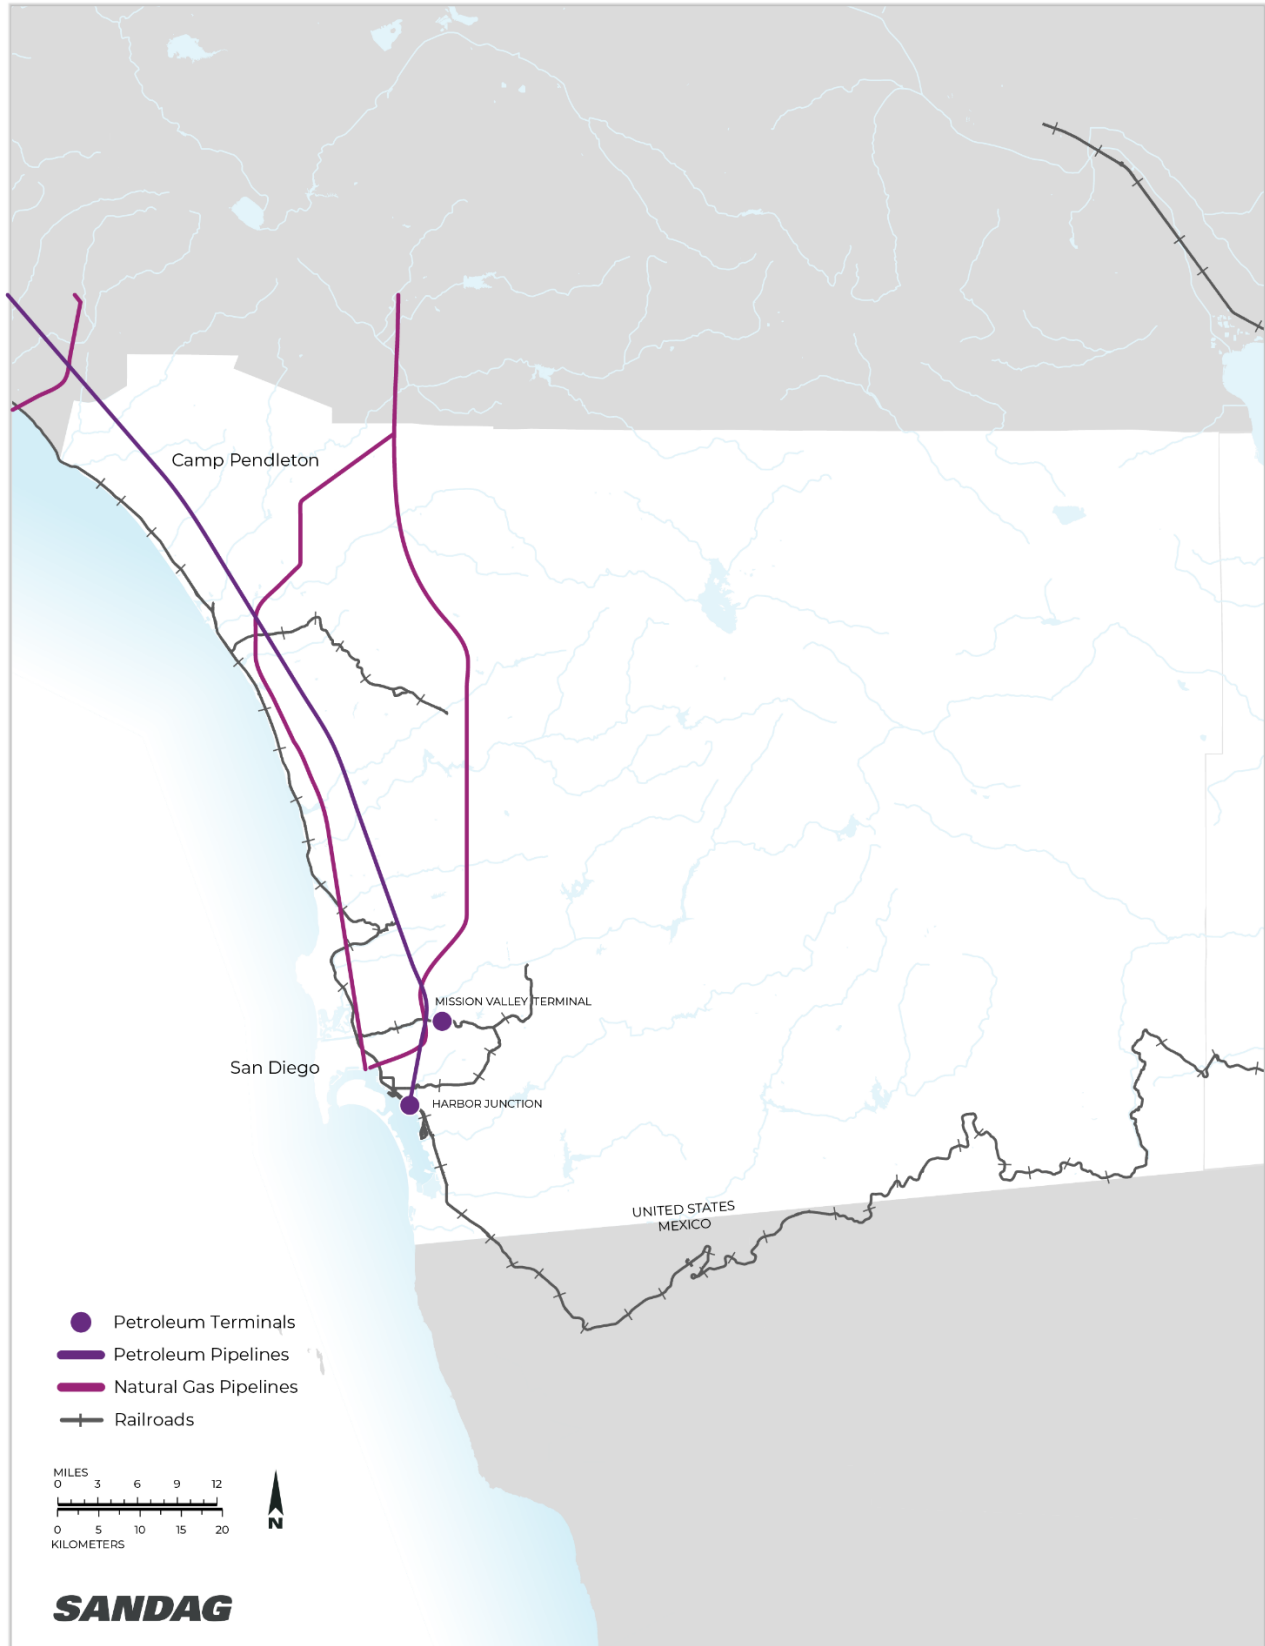 Camp Pendleton
MISSION VALLEY TERMINAL
San Diego
HARBOR JUNCTION
UNITED STATES
MEXICO
Petroleum Terminals
Petroleum Pipelines
Natural Gas Pipelines
Railroads
MILES
0 3 6 9 12
0 5 10 15 20
KILOMETERS
N
SANDAG